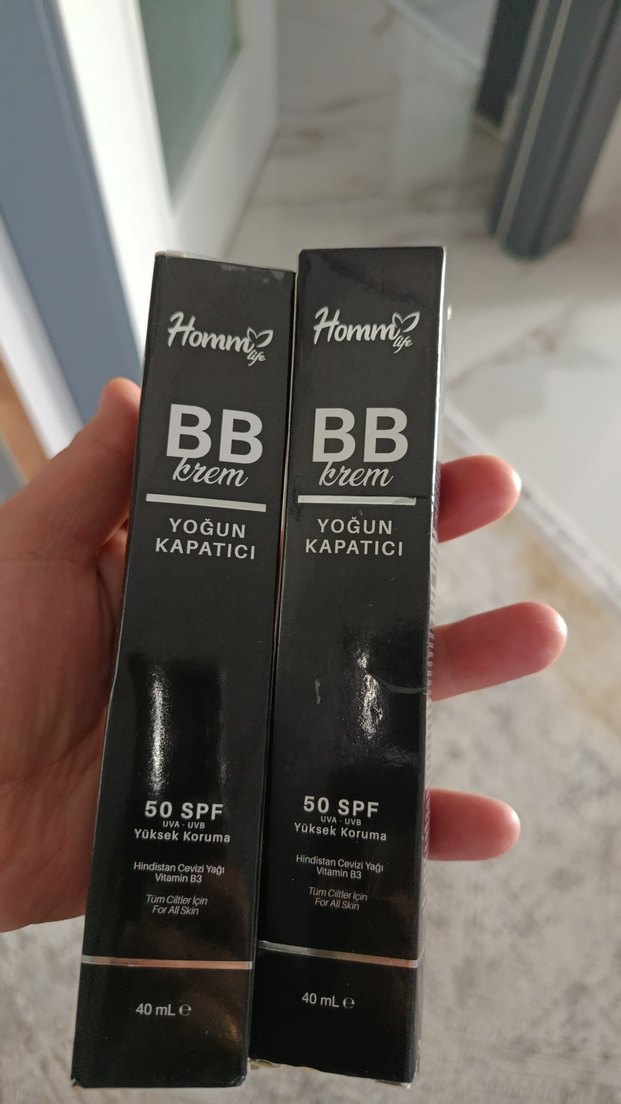 Homm life
BB
krem
YOĞUN
KAPATICI
50 SPF
UVA - UVB
Yüksek Koruma
Hindistan Cevizi Yağı
Vitamin B3
Tüm Ciltler İçin
For All Skin
40 mL ℮
Homm life
BB
krem
YOĞUN
KAPATICI
50 SPF
UVA - UVB
Yüksek Koruma
Hindistan Cevizi Yağı
Vitamin B3
Tüm Ciltler İçin
For All Skin
40 mL ℮